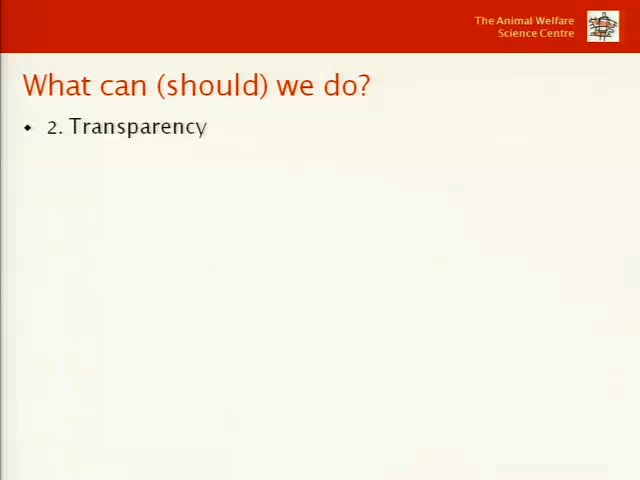 The Animal Welfare
Science Centre
What can (should) we do?
◆ 2. Transparency